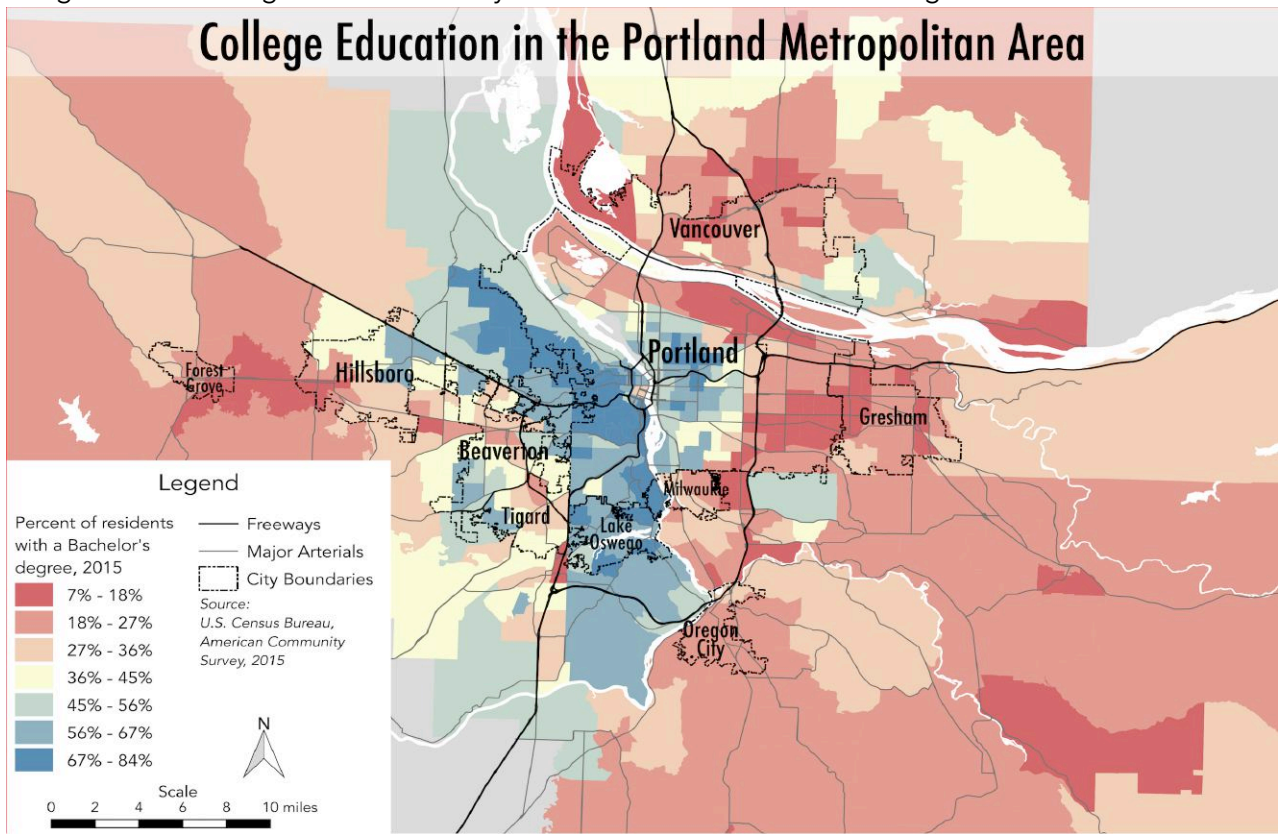 College Education in the Portland Metropolitan Area
Vancouver
Portland
Forest
Grove
Hillsboro
Gresham
Beaverton
Milwaukie
Tigard
Lake
Oswego
Oregon
City
Legend
Percent of residents
with a Bachelor's
degree, 2015
7% - 18%
18% - 27%
27% - 36%
36% - 45%
45% - 56%
56% - 67%
67% - 84%
Freeways
Major Arterials
City Boundaries
Source:
U.S. Census Bureau,
American Community
Survey, 2015
N
Scale
0 2 4 6 8 10 miles